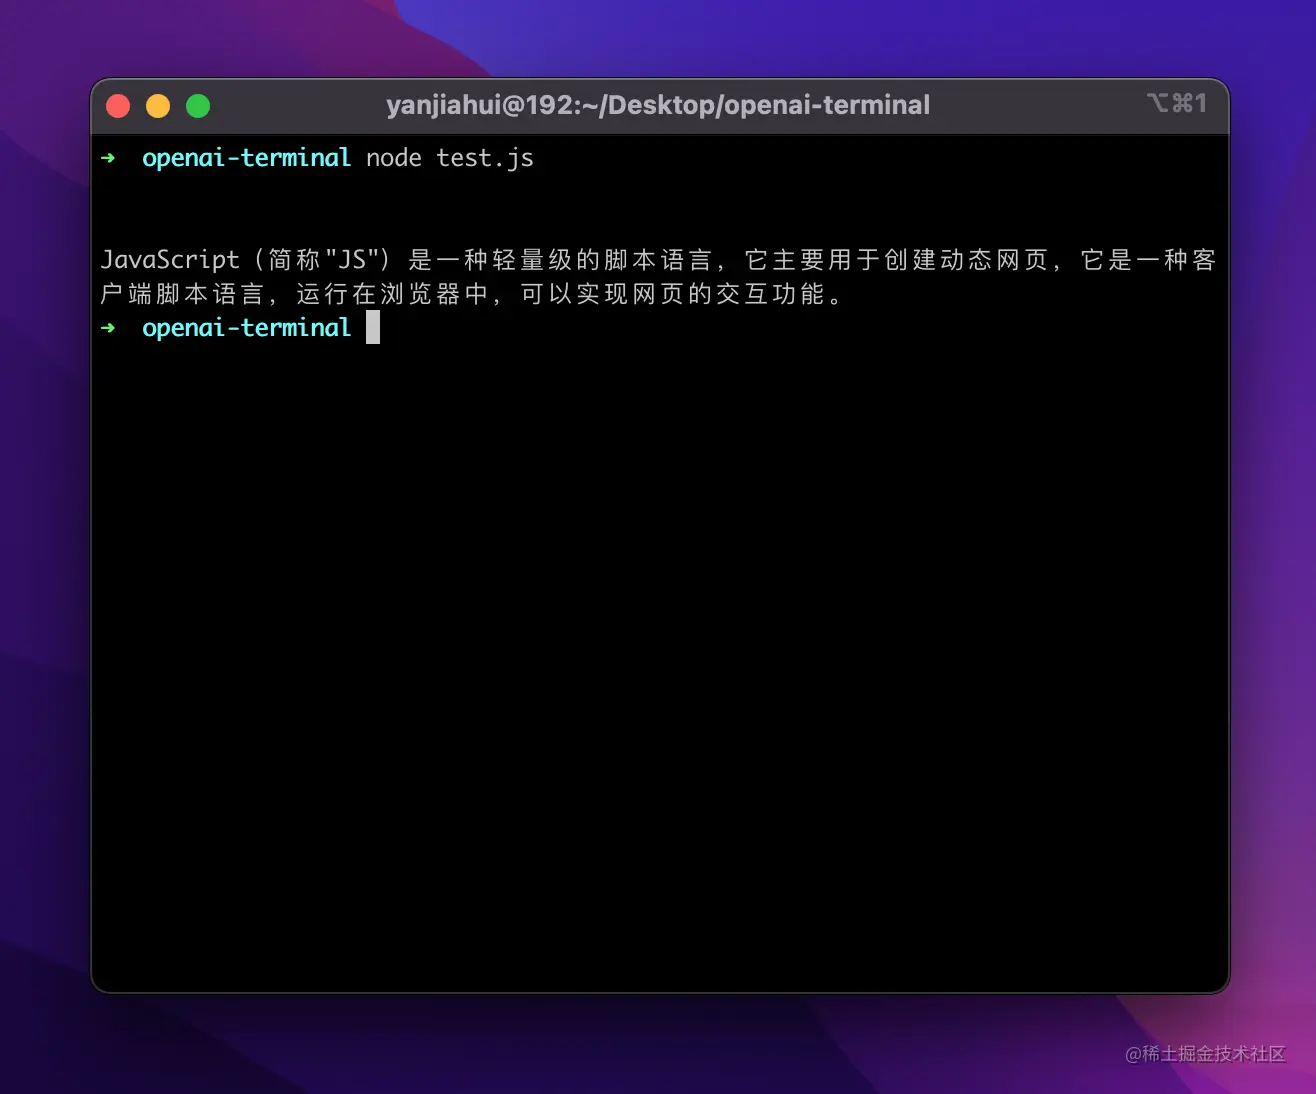 yanjiahui@192:~/Desktop/openai-terminal
⌥⌘1
➜ openai-terminal node test.js
JavaScript（简称"JS"）是一种轻量级的脚本语言，它主要用于创建动态网页，它是一种客
户端脚本语言，运行在浏览器中，可以实现网页的交互功能。
➜ openai-terminal
@稀土掘金技术社区